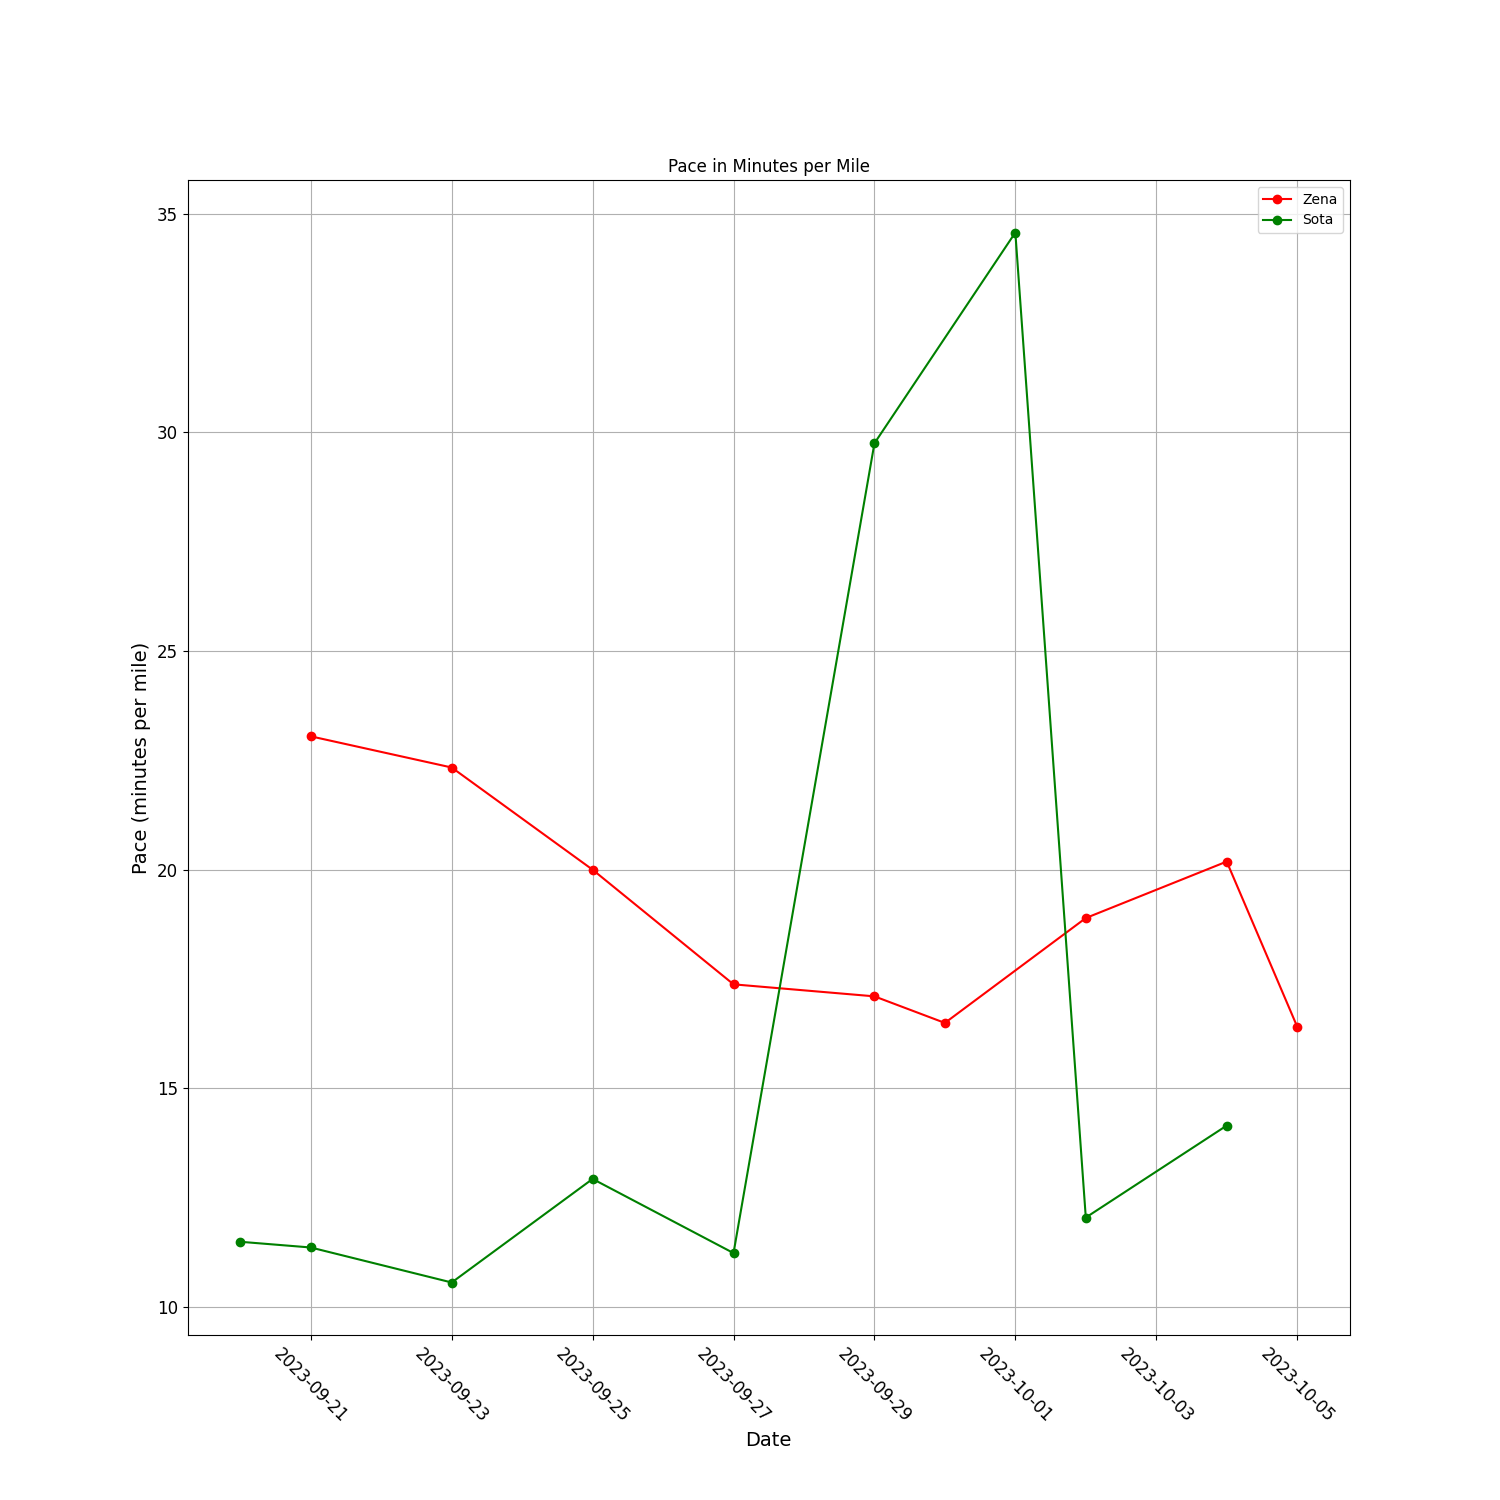 Pace in Minutes per Mile
Zena
Sota
Pace (minutes per mile)
35
30
25
20
15
10
2023-09-21
2023-09-23
2023-09-25
2023-09-27
2023-09-29
2023-10-01
2023-10-03
2023-10-05
Date